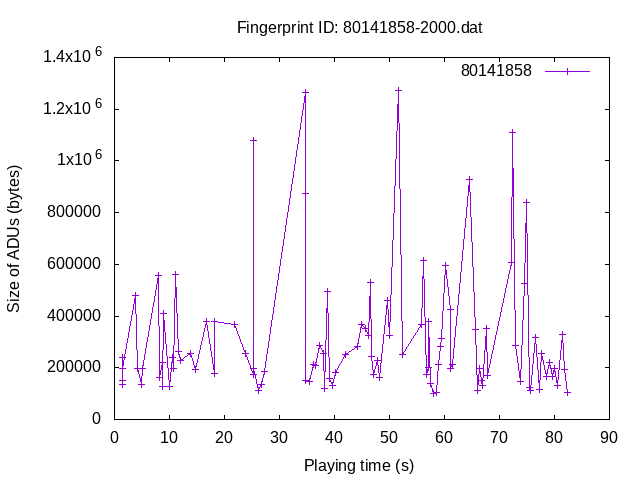 Fingerprint ID: 80141858-2000.dat
80141858
Size of ADUs (bytes)
1.4x10^6
1.2x10^6
1x10^6
800000
600000
400000
200000
0
0 10 20 30 40 50 60 70 80 90
Playing time (s)